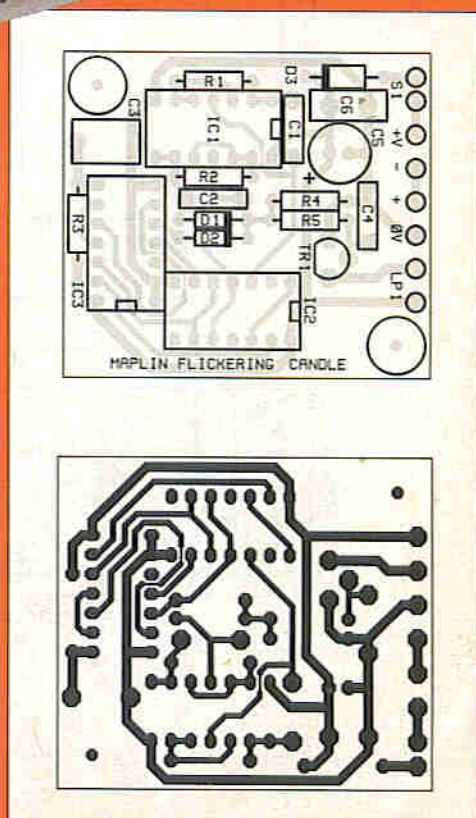 R1
D3
S1
C3
IC1
C1
C6
+V
C5
-
R2
+
C2
R4
+
R3
D1
R5
C4
0V
D2
TR1
IC3
IC2
LP1
MAPLIN FLICKERING CANDLE